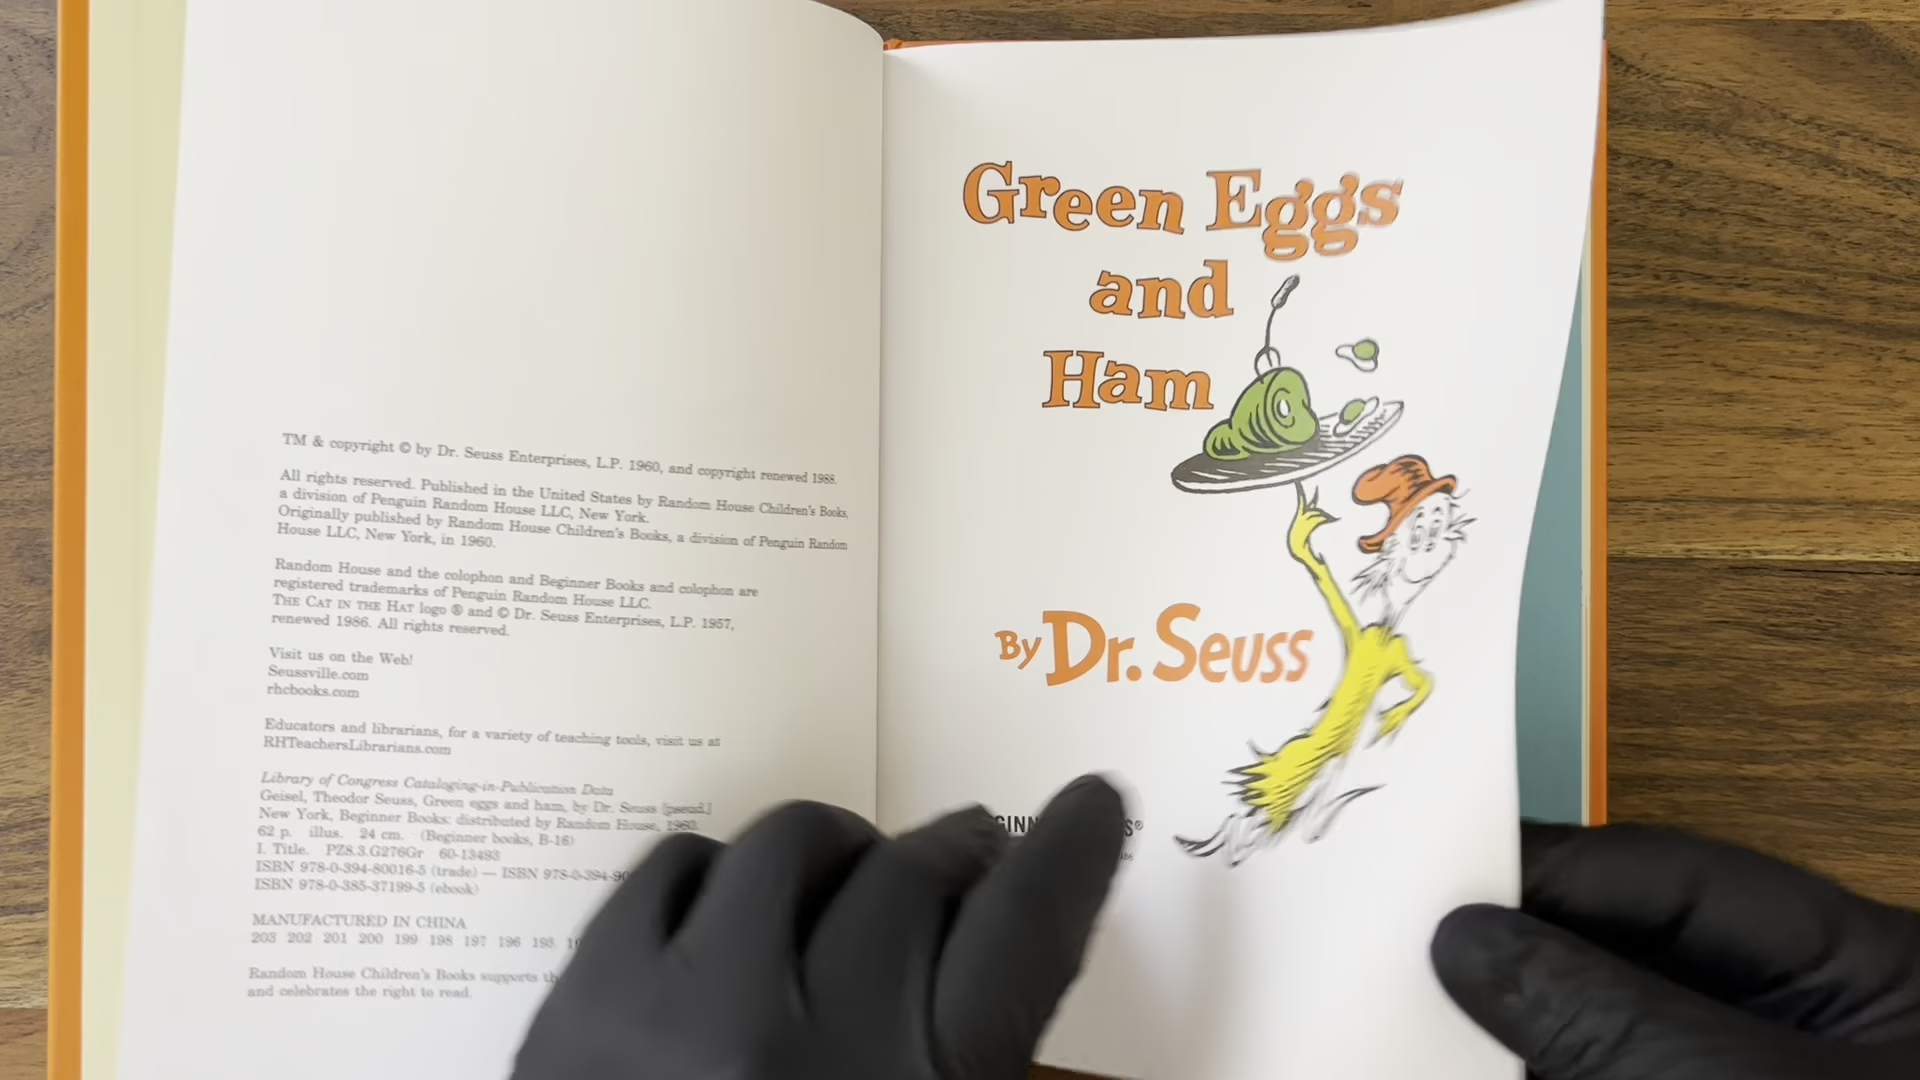 TM & copyright © by Dr. Seuss Enterprises, L.P. 1960, and copyright renewed 1988.
All rights reserved. Published in the United States by Random House Children's Books,
a division of Penguin Random House LLC, New York.
Originally published by Random House Children's Books, a division of Penguin Random
House LLC, New York, in 1960.
Random House and the colophon and Beginner Books and colophon are
registered trademarks of Penguin Random House LLC.
THE CAT IN THE HAT logo ® and © Dr. Seuss Enterprises, L.P. 1957,
renewed 1986. All rights reserved.
Visit us on the Web!
Seussville.com
rhcbooks.com
Educators and librarians, for a variety of teaching tools, visit us at
RHTeachersLibrarians.com
Library of Congress Cataloging-in-Publication Data
Geisel, Theodor Seuss, Green eggs and ham, by Dr. Seuss [pseud.]
New York, Beginner Books; distributed by Random House, 1960.
62 p. illus. 24 cm. (Beginner books, B-16)
I. Title. PZ8.3.G276Gr 60-13493
ISBN 978-0-394-80016-5 (trade) — ISBN 978-0-394-90
ISBN 978-0-385-37199-5 (ebook)
MANUFACTURED IN CHINA
203 202 201 200 199 198 197 196 195
Random House Children's Books supports
and celebrates the right to read.
Green Eggs
and
Ham
By Dr. Seuss